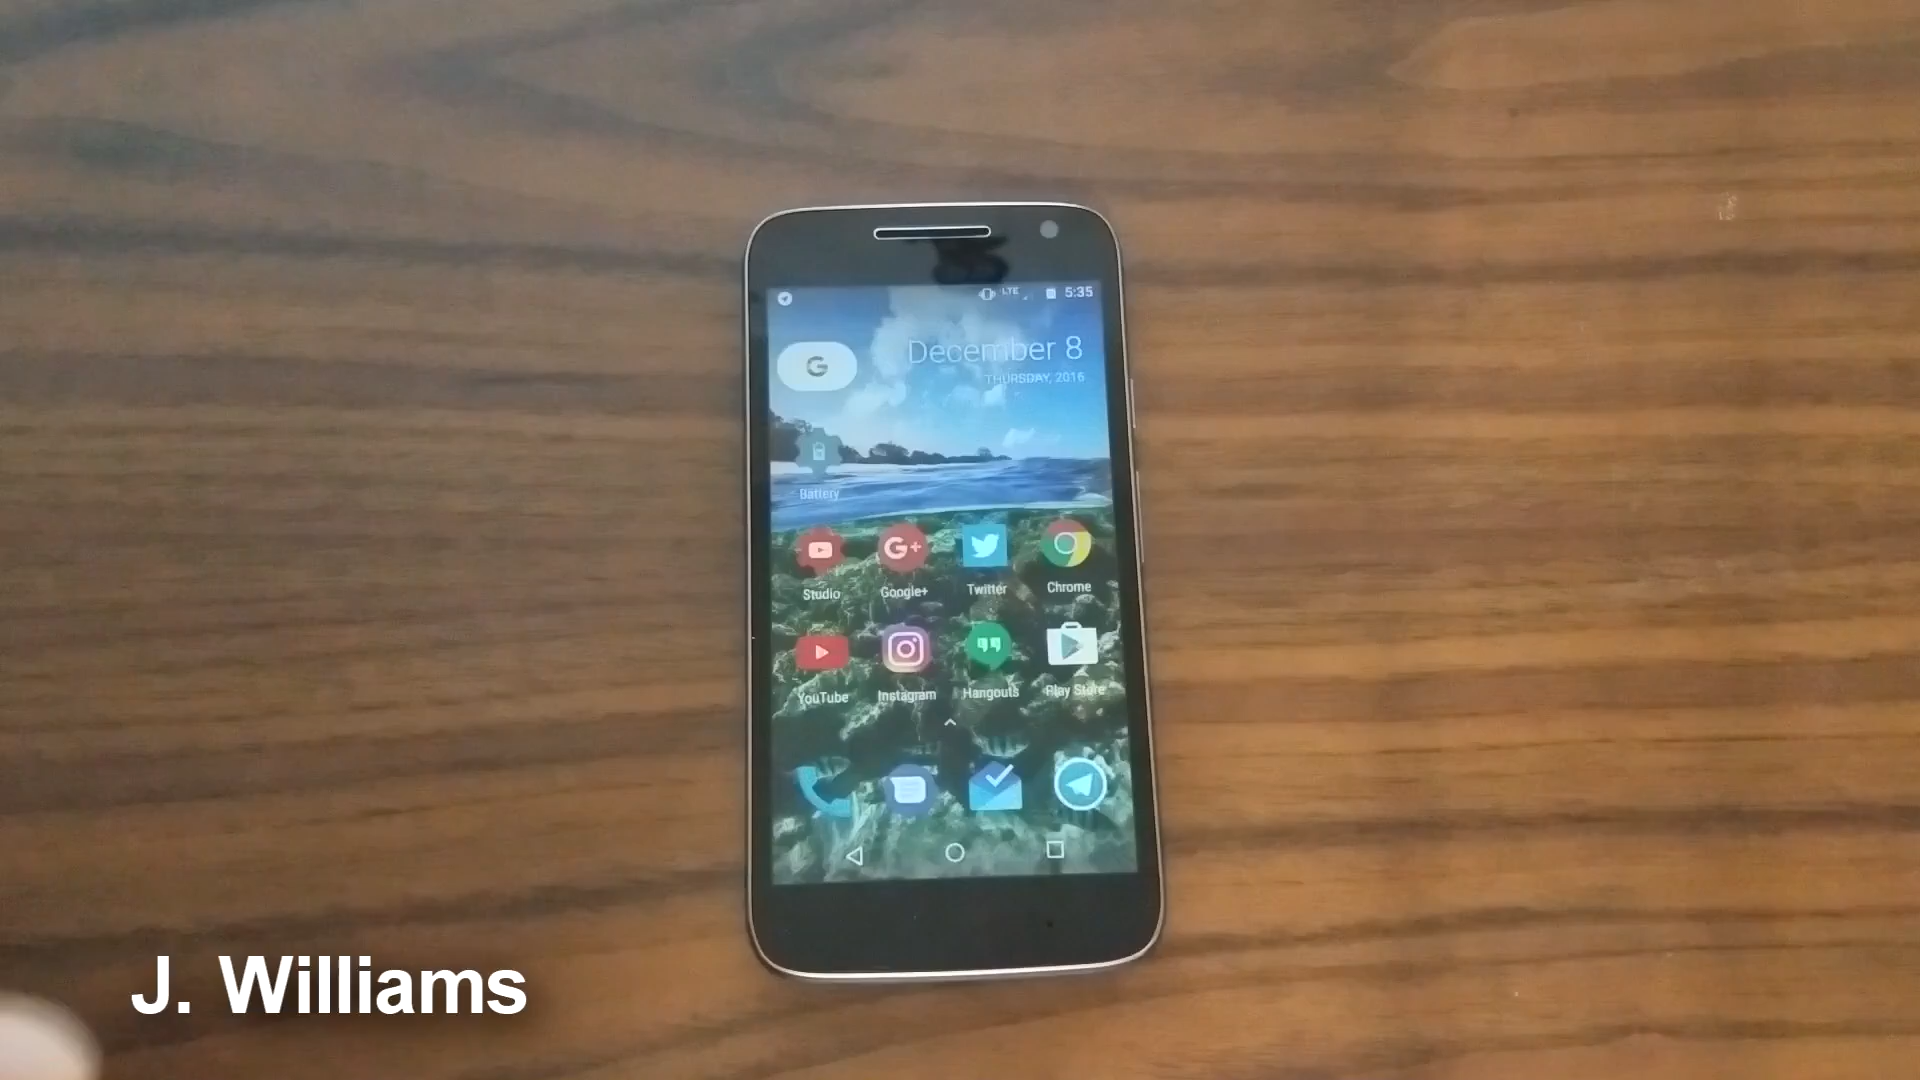 LTE 5:35
G
December 8
THURSDAY, 2016
Battery
G+
Studio Google+ Twitter Chrome
YouTube Instagram Hangouts Play Store
J. Williams